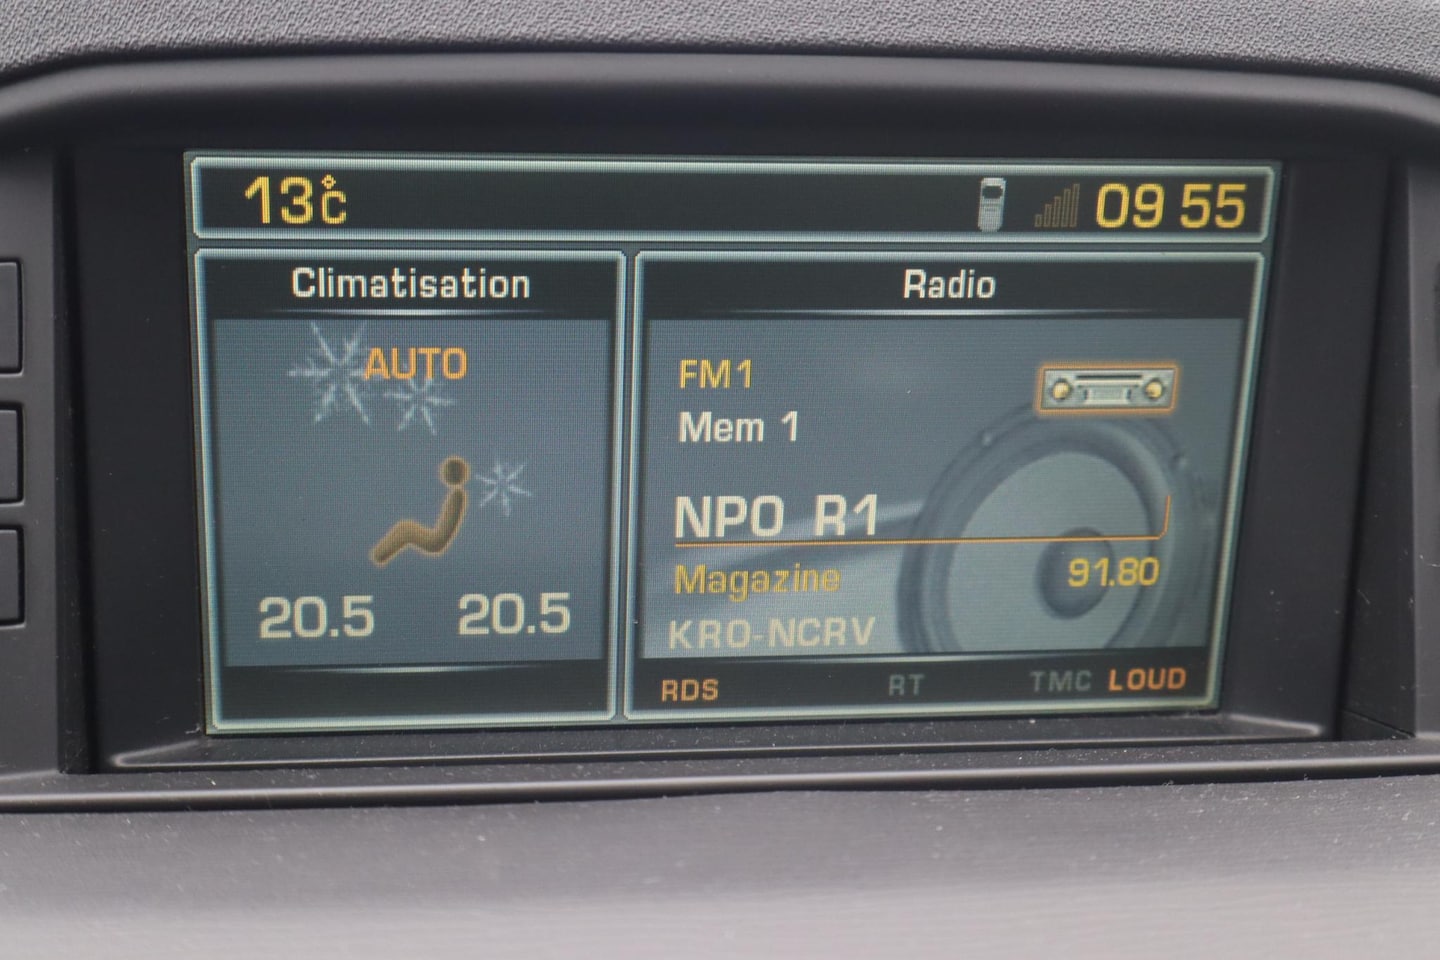 13°C
09 55
Climatisation
AUTO
20.5 20.5
Radio
FM1
Mem 1
NPO R1
Magazine 91.80
KRO-NCRV
RDS RT TMC LOUD